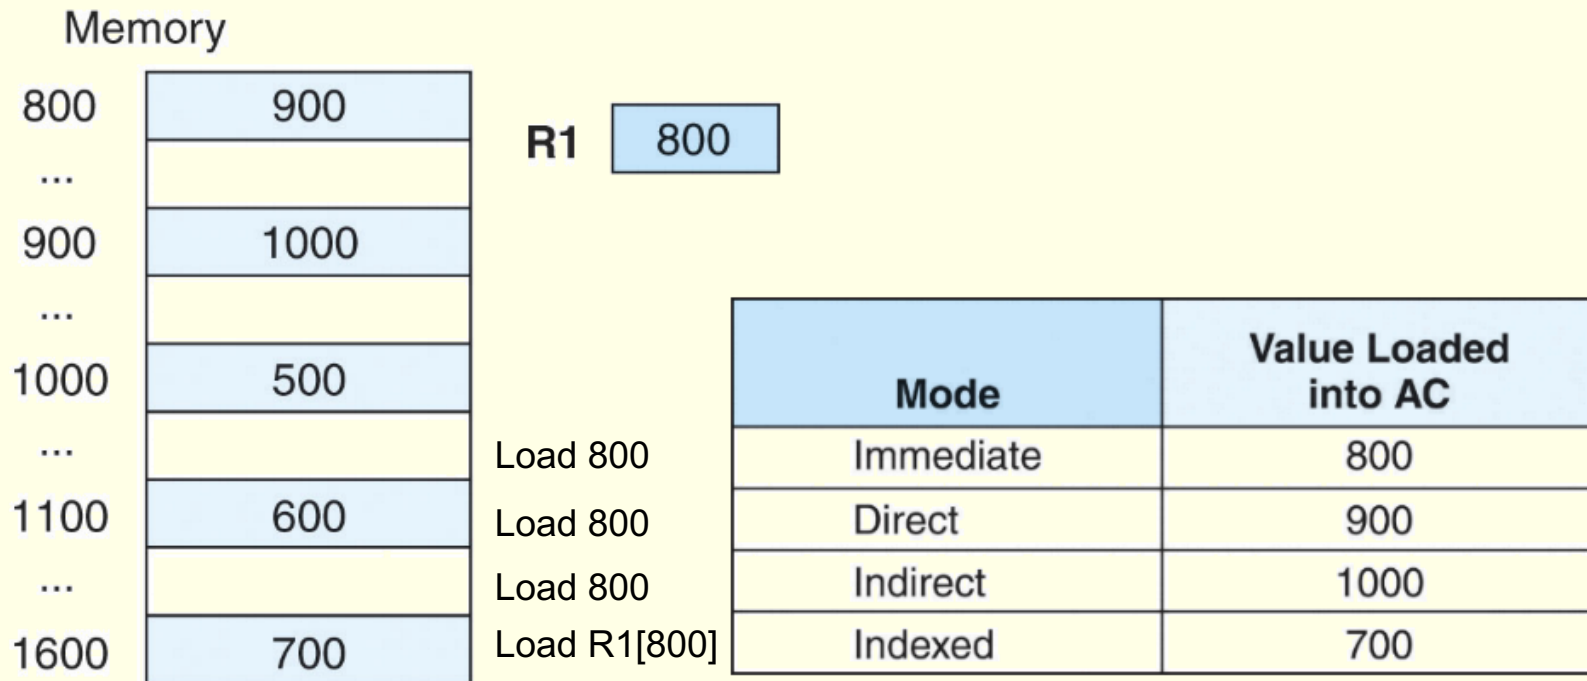 Memory
800 900
R1 800
...
900 1000
...
1000 500
...
1100 600
...
1600 700
Mode Value Loaded into AC
Load 800 Immediate 800
Load 800 Direct 900
Load 800 Indirect 1000
Load R1[800] Indexed 700